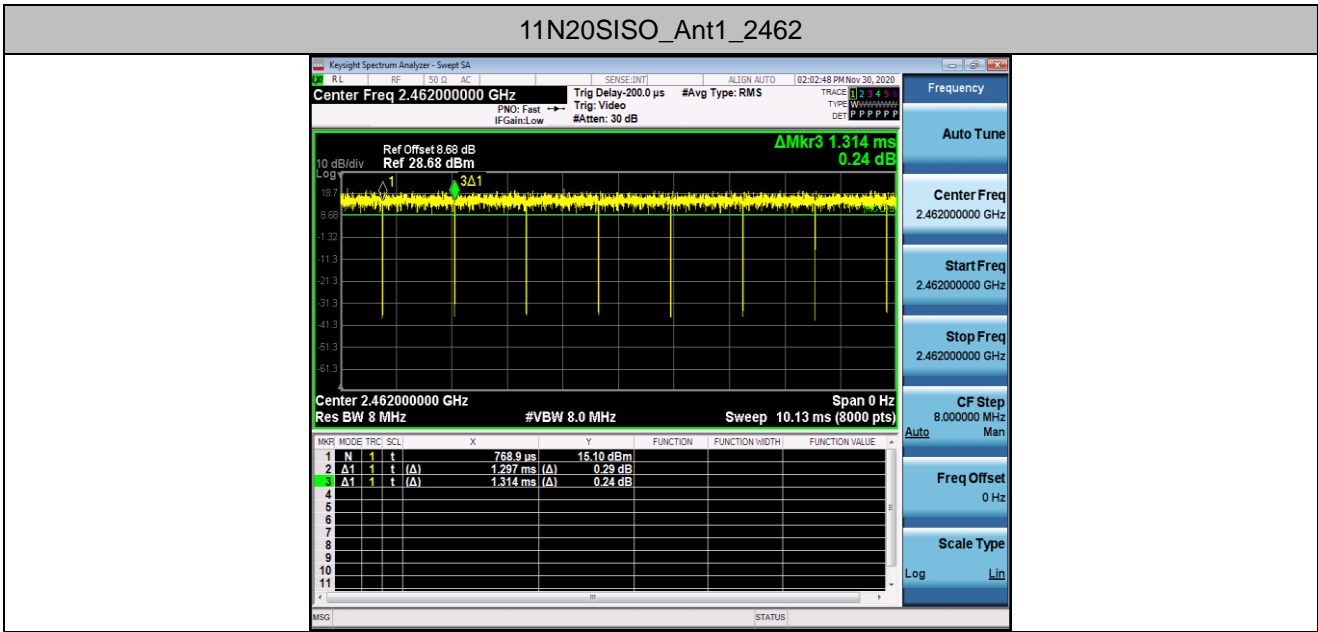 11N20SISO_Ant1_2462
Keysight Spectrum Analyzer - Swept SA
LXI RL RF 50 Ω AC SENSE:INT ALIGN AUTO 02:02:48 PM Nov 30, 2020
Center Freq 2.462000000 GHz
PNO: Fast
IFGain:Low
Trig Delay-200.0 µs
Trig: Video
#Atten: 30 dB
#Avg Type: RMS
TRACE 1 2 3 4 5 6
TYPE WWWWWW
DET P P P P P P
ΔMkr3 1.314 ms
0.24 dB
Ref Offset 8.68 dB
10 dB/div Ref 28.68 dBm
Log
1
3Δ1
18.7
8.68
-1.32
-11.3
-21.3
-31.3
-41.3
-51.3
-61.3
Center 2.462000000 GHz Span 0 Hz
Res BW 8 MHz #VBW 8.0 MHz Sweep 10.13 ms (8000 pts)
MKR MODE TRC SCL X Y FUNCTION FUNCTION WIDTH FUNCTION VALUE
1 N 1 t 768.9 µs 15.10 dBm
2 Δ1 1 t (Δ) 1.297 ms (Δ) 0.29 dB
3 Δ1 1 t (Δ) 1.314 ms (Δ) 0.24 dB
4
5
6
7
8
9
10
11
MSG STATUS
Frequency
Auto Tune
Center Freq
2.462000000 GHz
Start Freq
2.462000000 GHz
Stop Freq
2.462000000 GHz
CF Step
8.000000 MHz
Auto Man
Freq Offset
0 Hz
Scale Type
Log Lin